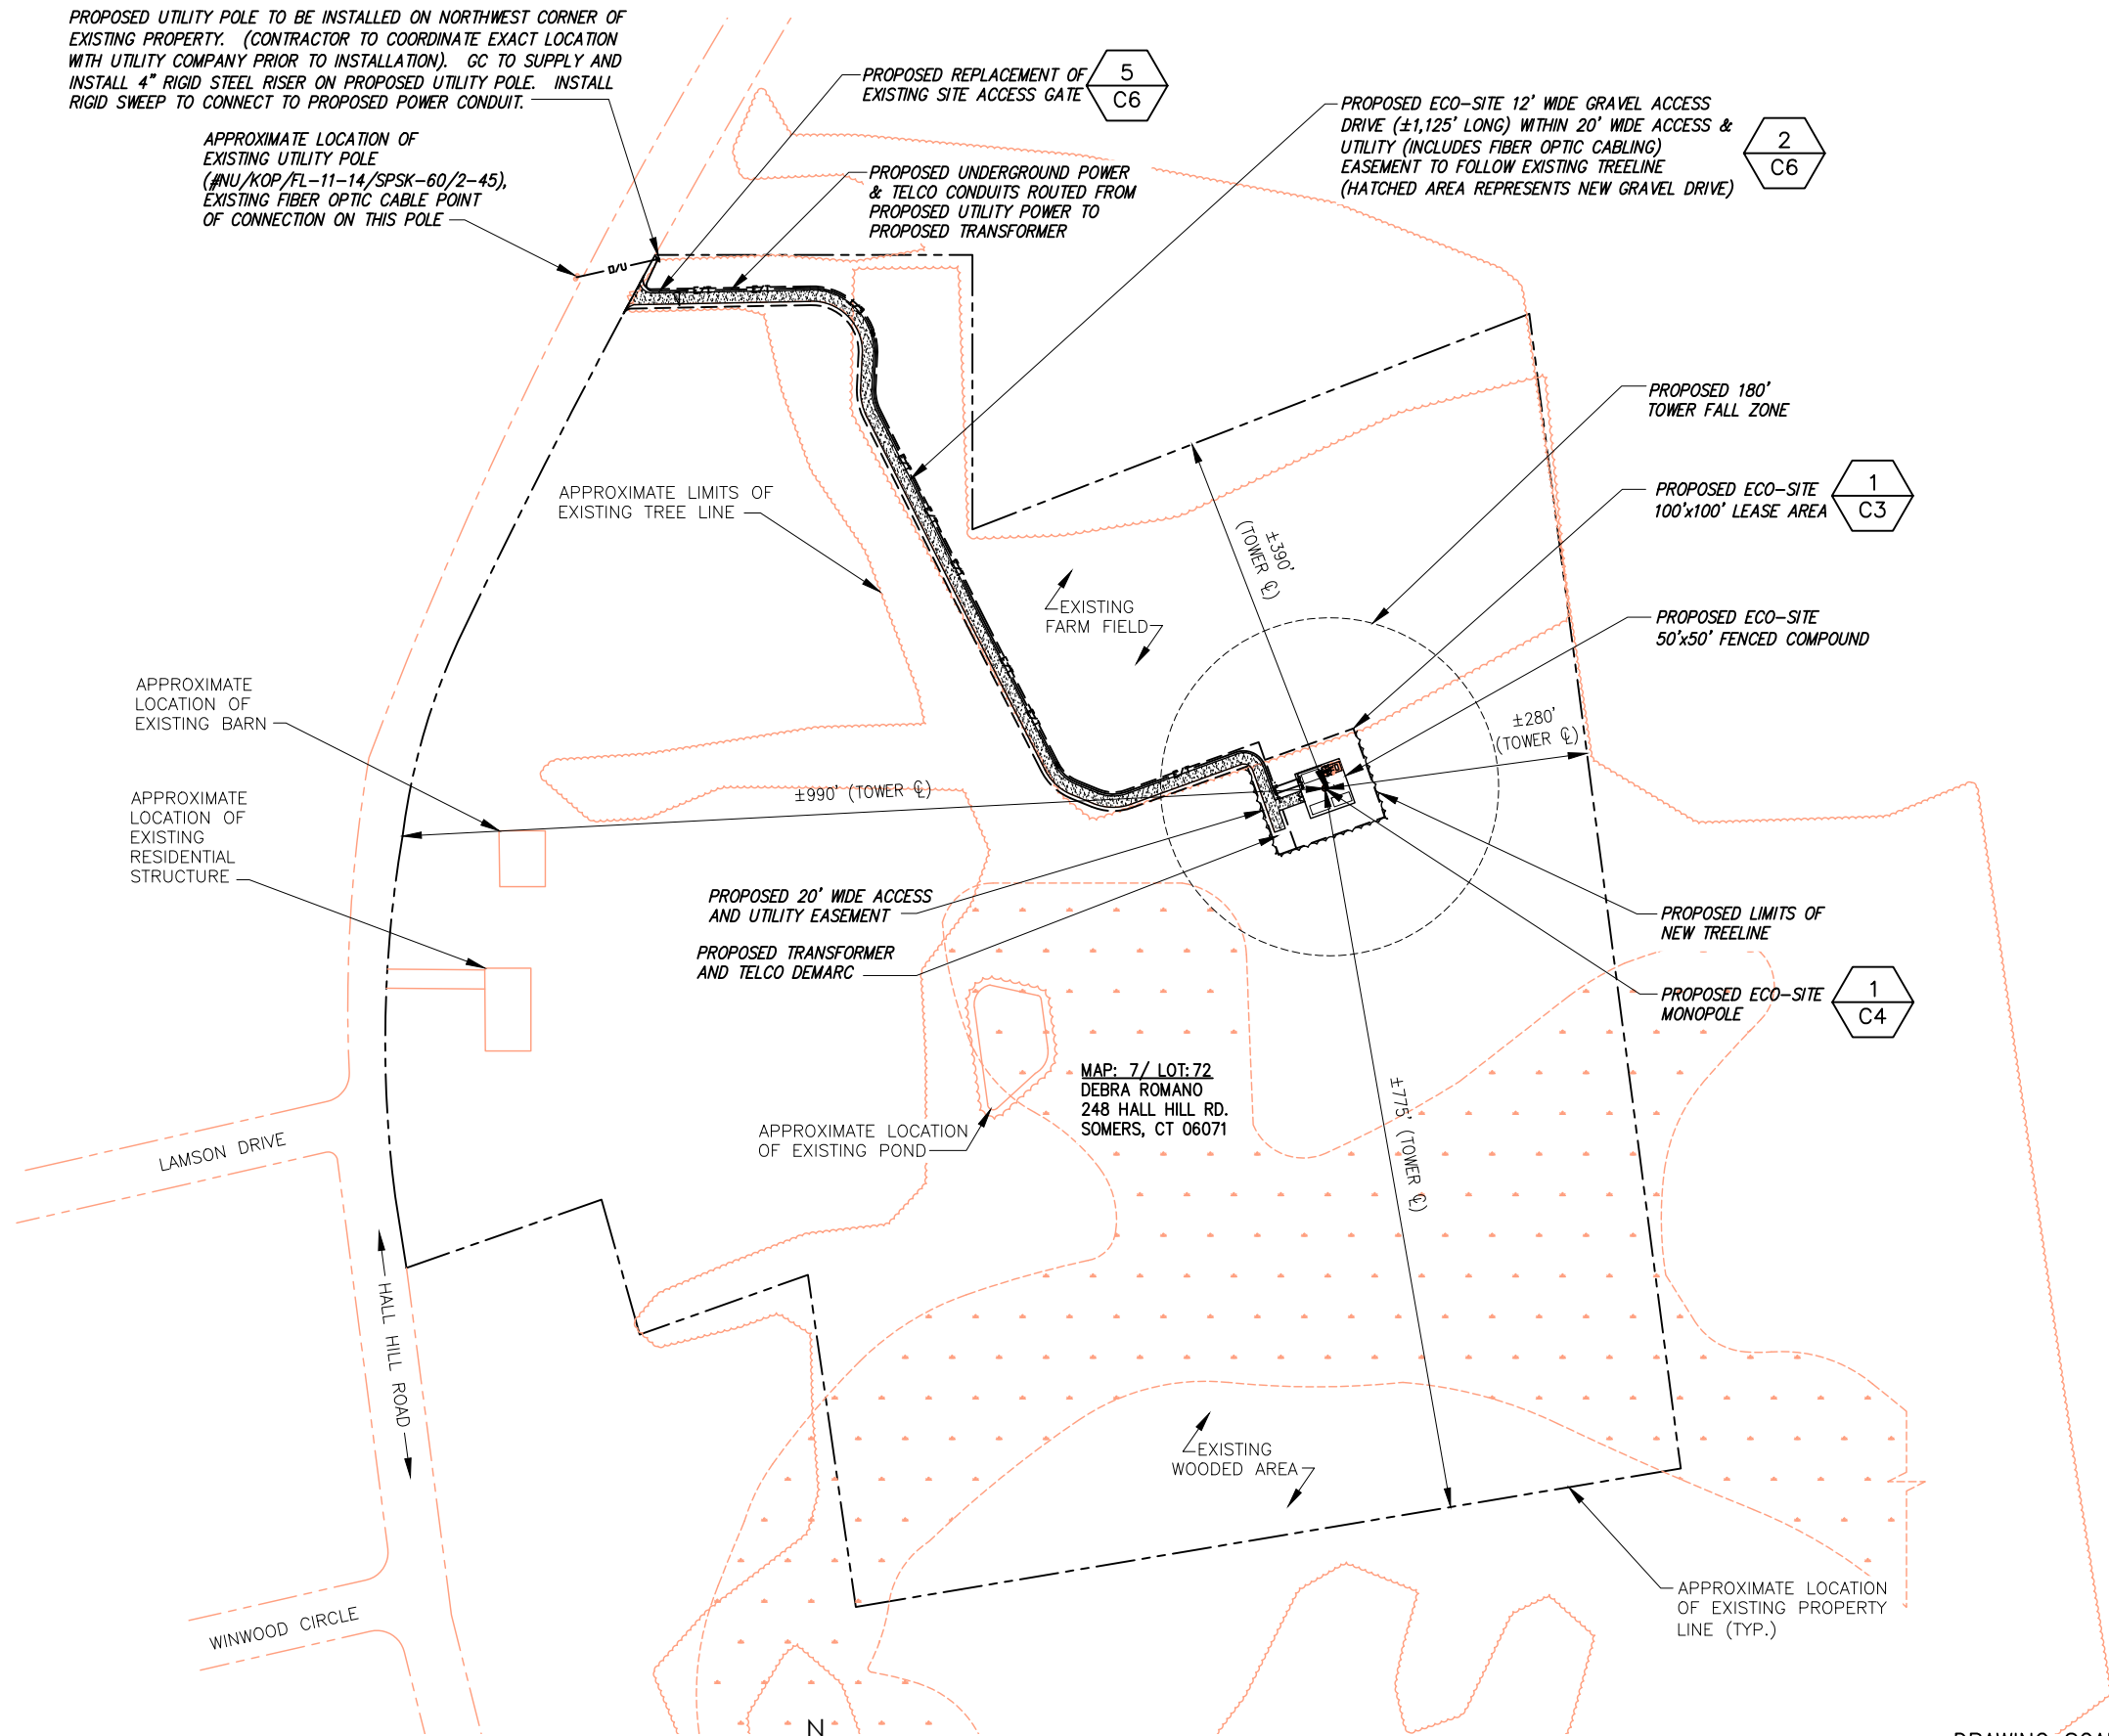 PROPOSED UTILITY POLE TO BE INSTALLED ON NORTHWEST CORNER OF
EXISTING PROPERTY. (CONTRACTOR TO COORDINATE EXACT LOCATION
WITH UTILITY COMPANY PRIOR TO INSTALLATION). GC TO SUPPLY AND
INSTALL 4" RIGID STEEL RISER ON PROPOSED UTILITY POLE. INSTALL
RIGID SWEEP TO CONNECT TO PROPOSED POWER CONDUIT.
APPROXIMATE LOCATION OF
EXISTING UTILITY POLE
(#NU/KOP/FL-11-14/SPSK-60/2-45),
EXISTING FIBER OPTIC CABLE POINT
OF CONNECTION ON THIS POLE
PROPOSED REPLACEMENT OF
EXISTING SITE ACCESS GATE
5
C6
PROPOSED UNDERGROUND POWER
& TELCO CONDUITS ROUTED FROM
PROPOSED UTILITY POWER TO
PROPOSED TRANSFORMER
PROPOSED ECO-SITE 12' WIDE GRAVEL ACCESS
DRIVE (±1,125' LONG) WITHIN 20' WIDE ACCESS &
UTILITY (INCLUDES FIBER OPTIC CABLING)
EASEMENT TO FOLLOW EXISTING TREELINE
(HATCHED AREA REPRESENTS NEW GRAVEL DRIVE)
2
C6
O/U
PROPOSED 180'
TOWER FALL ZONE
PROPOSED ECO-SITE
100'x100' LEASE AREA
1
C3
APPROXIMATE LIMITS OF
EXISTING TREE LINE
±390'
(TOWER ℄)
EXISTING
FARM FIELD
PROPOSED ECO-SITE
50'x50' FENCED COMPOUND
APPROXIMATE
LOCATION OF
EXISTING BARN
±280'
(TOWER ℄)
±990' (TOWER ℄)
APPROXIMATE
LOCATION OF
EXISTING
RESIDENTIAL
STRUCTURE
PROPOSED 20' WIDE ACCESS
AND UTILITY EASEMENT
PROPOSED TRANSFORMER
AND TELCO DEMARC
PROPOSED LIMITS OF
NEW TREELINE
PROPOSED ECO-SITE
MONOPOLE
1
C4
MAP: 7/ LOT:72
DEBRA ROMANO
248 HALL HILL RD.
SOMERS, CT 06071
±775' (TOWER ℄)
APPROXIMATE LOCATION
OF EXISTING POND
LAMSON DRIVE
HALL HILL ROAD
EXISTING
WOODED AREA
WINWOOD CIRCLE
APPROXIMATE LOCATION
OF EXISTING PROPERTY
LINE (TYP.)
N